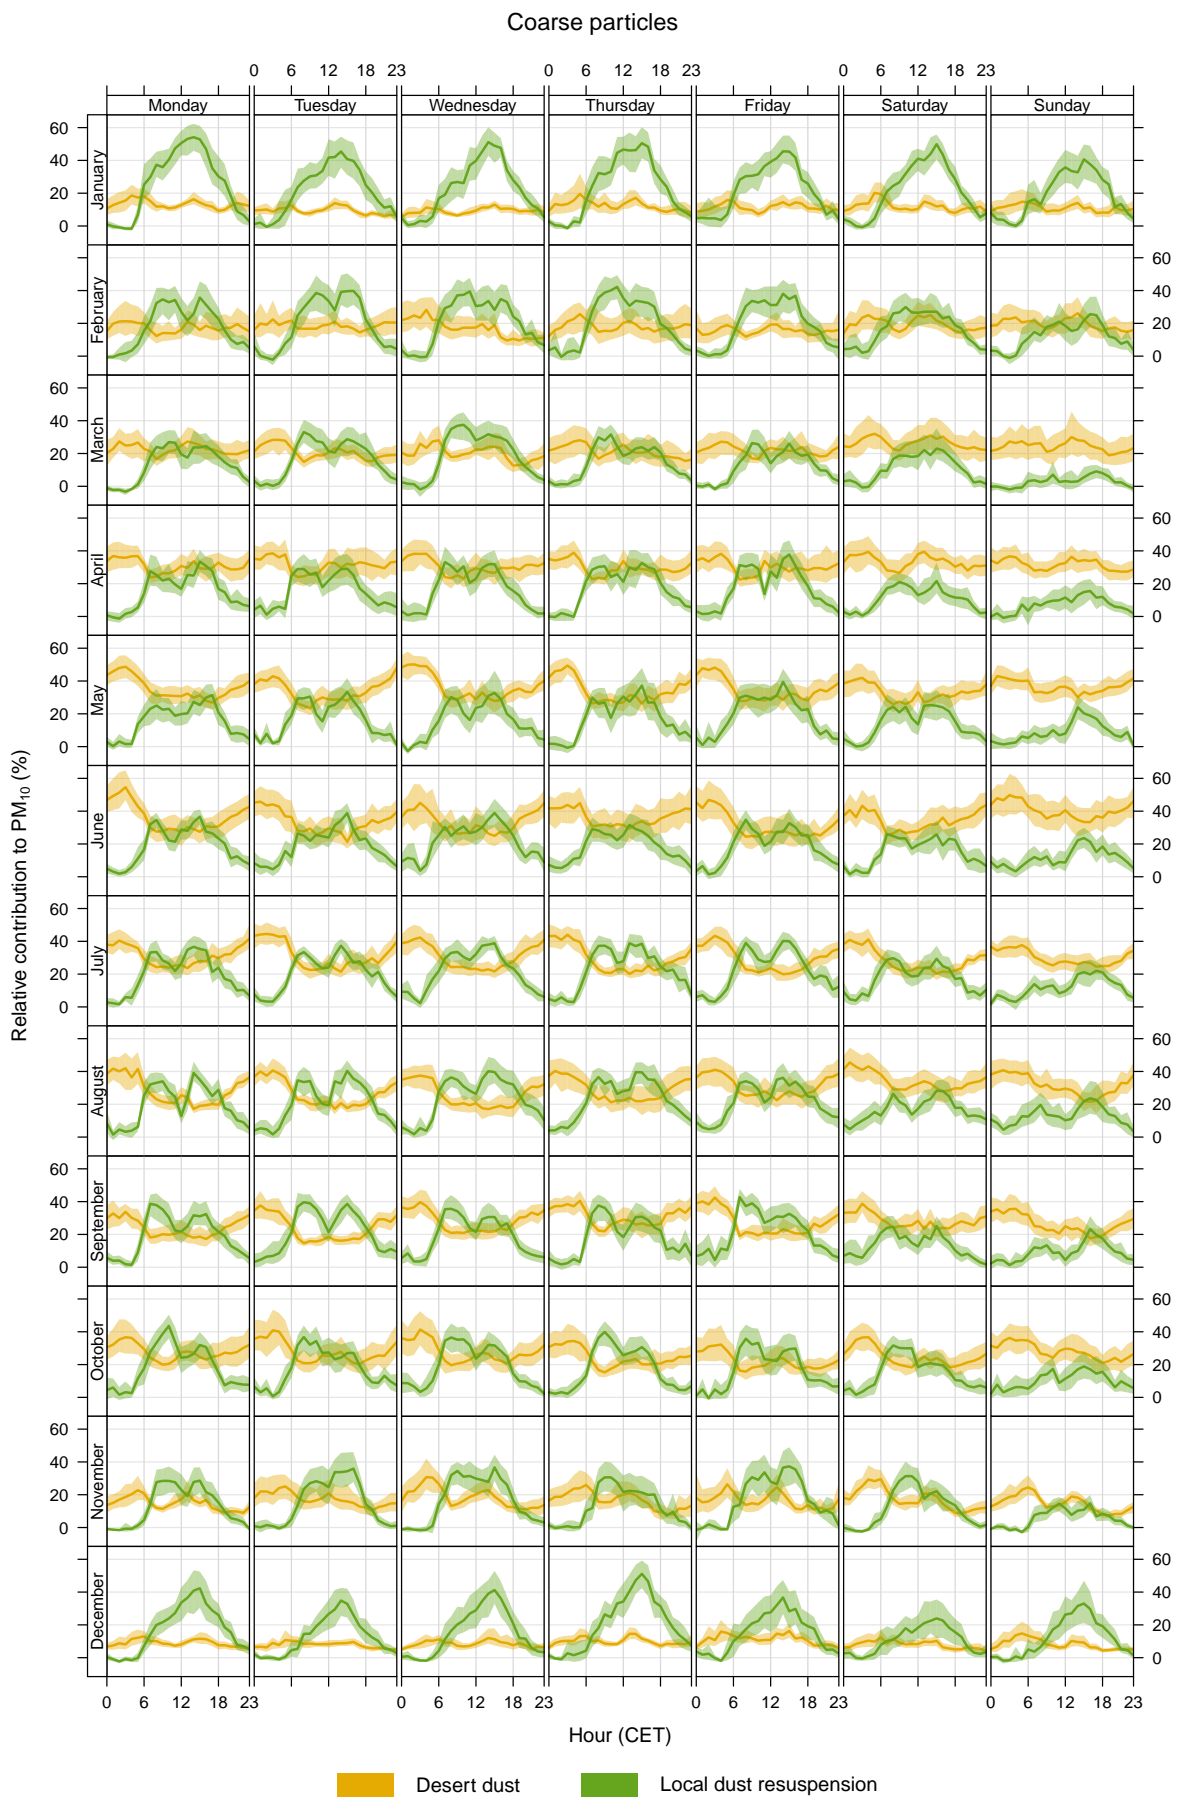 Coarse particles
0 6 12 18 23 0 6 12 18 23 0 6 12 18 23
Monday Tuesday Wednesday Thursday Friday Saturday Sunday
January
60
40
20
0
February
60
40
20
0
March
60
40
20
0
April
60
40
20
0
May
60
40
20
0
June
60
40
20
0
July
60
40
20
0
August
60
40
20
0
September
60
40
20
0
October
60
40
20
0
November
60
40
20
0
December
60
40
20
0
Relative contribution to PM₁₀ (%)
0 6 12 18 23 0 6 12 18 23 0 6 12 18 23 0 6 12 18 23
Hour (CET)
Desert dust Local dust resuspension